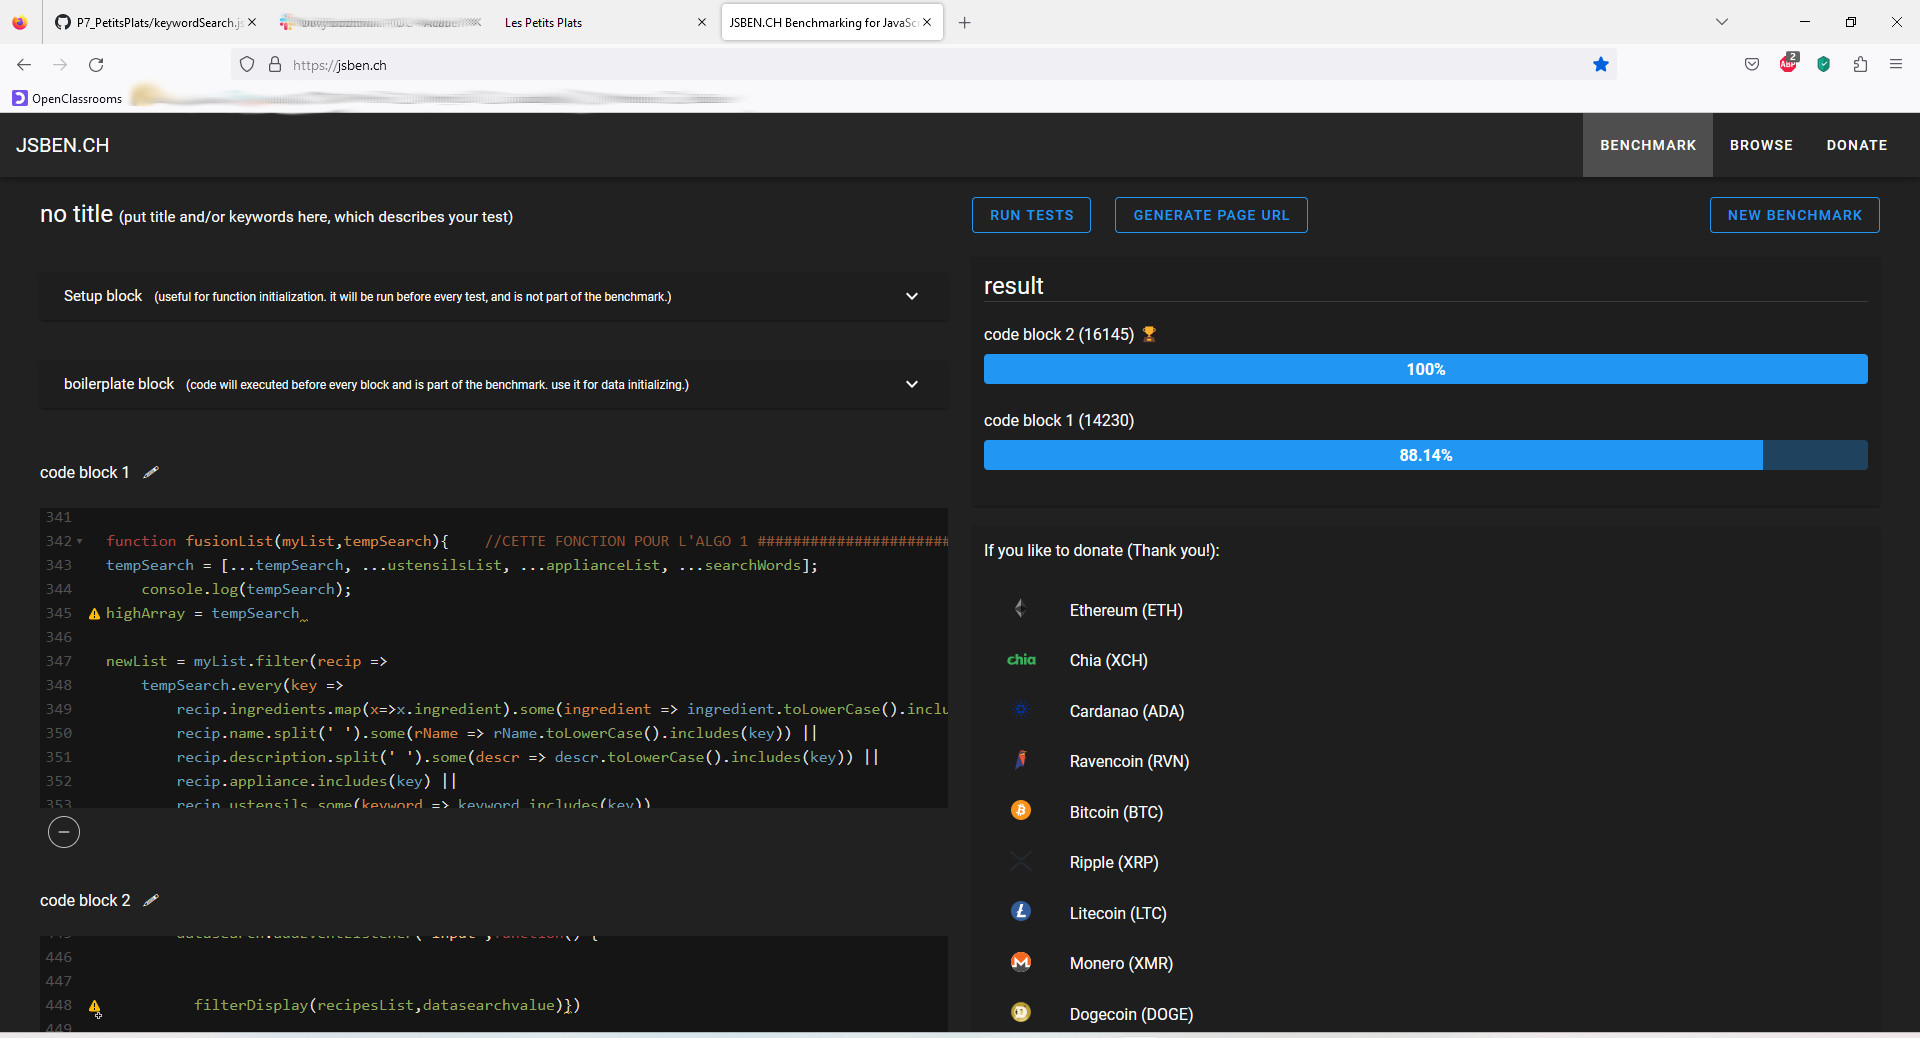 P7_PetitsPlats/keywordSearch.js
Les Petits Plats
JSBEN.CH Benchmarking for JavaSc
https://jsben.ch
2
ABP
OpenClassrooms
JSBEN.CH
BENCHMARK
BROWSE
DONATE
no title (put title and/or keywords here, which describes your test)
RUN TESTS
GENERATE PAGE URL
NEW BENCHMARK
Setup block (useful for function initialization. it will be run before every test, and is not part of the benchmark.)
boilerplate block (code will executed before every block and is part of the benchmark. use it for data initializing.)
result
code block 2 (16145)
100%
code block 1 (14230)
88.14%
code block 1
341
342 function fusionList(myList,tempSearch){ //CETTE FONCTION POUR L'ALGO 1 ######################
343 tempSearch = [...tempSearch, ...ustensilsList, ...applianceList, ...searchWords];
344 console.log(tempSearch);
345 highArray = tempSearch
346
347 newList = myList.filter(recip =>
348 tempSearch.every(key =>
349 recip.ingredients.map(x=>x.ingredient).some(ingredient => ingredient.toLowerCase().inclu
350 recip.name.split(' ').some(rName => rName.toLowerCase().includes(key)) ||
351 recip.description.split(' ').some(descr => descr.toLowerCase().includes(key)) ||
352 recip.appliance.includes(key) ||
353 recip.ustensils.some(keyword => keyword.includes(key))
code block 2
446
447
448 filterDisplay(recipesList,datasearchvalue)})
449
If you like to donate (Thank you!):
Ethereum (ETH)
chia
Chia (XCH)
Cardanao (ADA)
Ravencoin (RVN)
Bitcoin (BTC)
Ripple (XRP)
Litecoin (LTC)
Monero (XMR)
Dogecoin (DOGE)